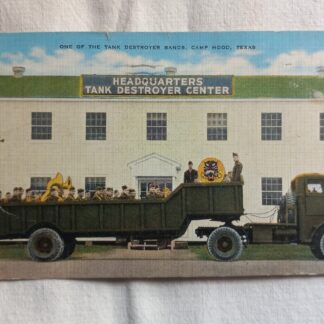 ONE OF THE TANK DESTROYER BANDS, CAMP HOOD, TEXAS
HEADQUARTERS
TANK DESTROYER CENTER